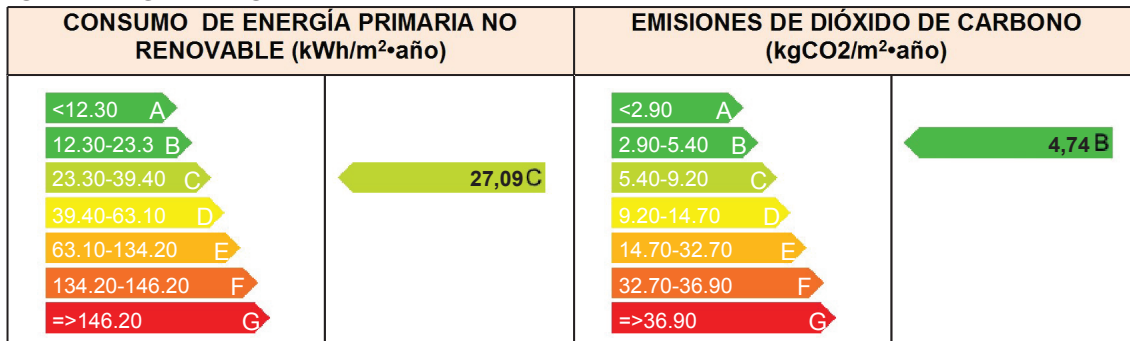 CONSUMO DE ENERGÍA PRIMARIA NO
RENOVABLE (kWh/m²•año)
EMISIONES DE DIÓXIDO DE CARBONO
(kgCO2/m²•año)
<12.30 A
12.30-23.3 B
23.30-39.40 C
39.40-63.10 D
63.10-134.20 E
134.20-146.20 F
=>146.20 G
27,09 C
<2.90 A
2.90-5.40 B
5.40-9.20 C
9.20-14.70 D
14.70-32.70 E
32.70-36.90 F
=>36.90 G
4,74 B